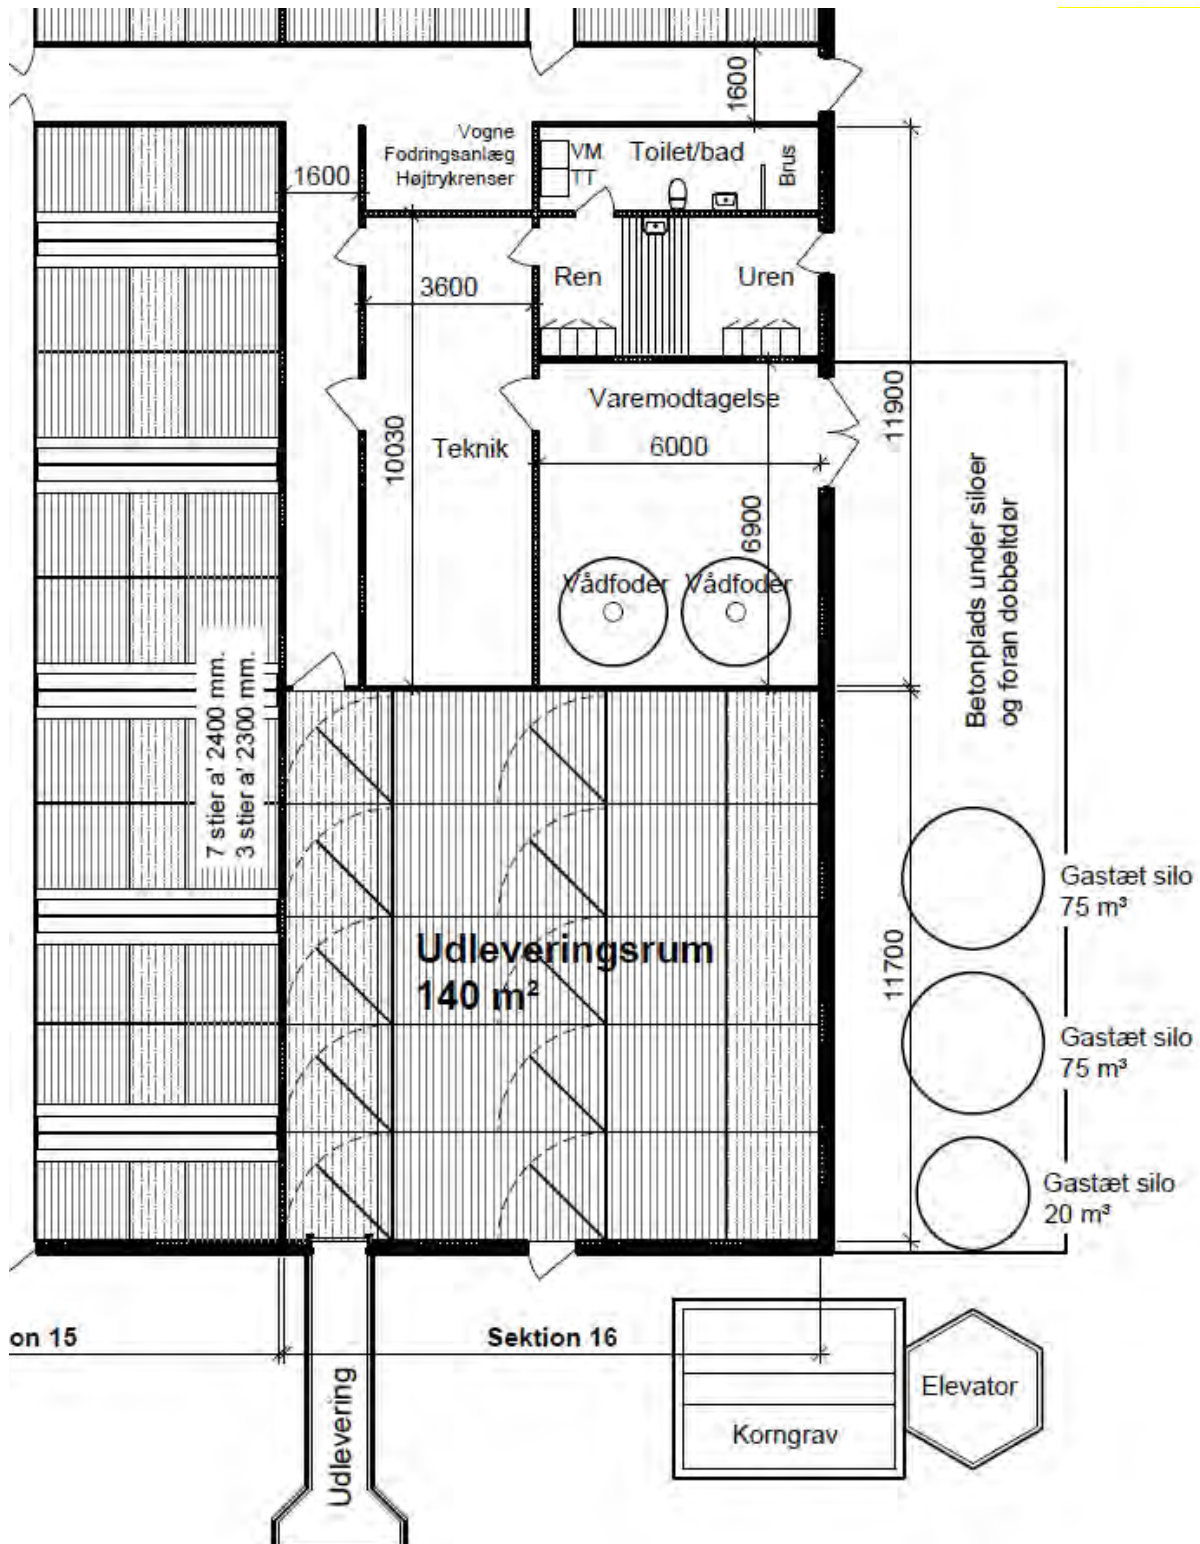 1600
Vogne
Fodringsanlæg
Højtrykrenser
VM
TT
Toilet/bad
Brus
1600
3600
Ren
Uren
10030
Teknik
Varemodtagelse
6000
6900
11900
Vådfoder
Vådfoder
Betonplads under siloer
og foran dobbeltdør
7 stier a' 2400 mm.
3 stier a' 2300 mm.
Udleveringsrum
140 m²
11700
Gastæt silo
75 m³
Gastæt silo
75 m³
Gastæt silo
20 m³
on 15
Sektion 16
Udlevering
Korngrav
Elevator